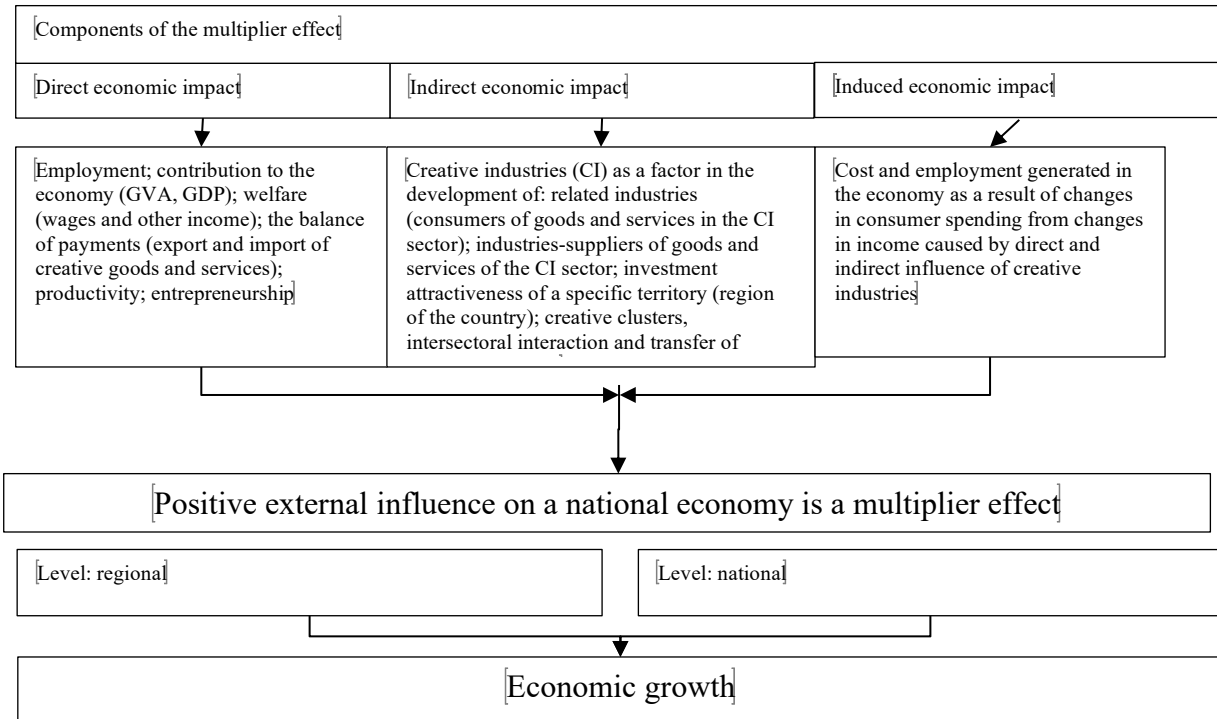 Components of the multiplier effect
Direct economic impact
Indirect economic impact
Induced economic impact
Employment; contribution to the
economy (GVA, GDP); welfare
(wages and other income); the balance
of payments (export and import of
creative goods and services);
productivity; entrepreneurship
Creative industries (CI) as a factor in the
development of: related industries
(consumers of goods and services in the CI
sector); industries-suppliers of goods and
services of the CI sector; investment
attractiveness of a specific territory (region
of the country); creative clusters,
intersectoral interaction and transfer of
Cost and employment generated in
the economy as a result of changes
in consumer spending from changes
in income caused by direct and
indirect influence of creative
industries
Positive external influence on a national economy is a multiplier effect
Level: regional
Level: national
Economic growth